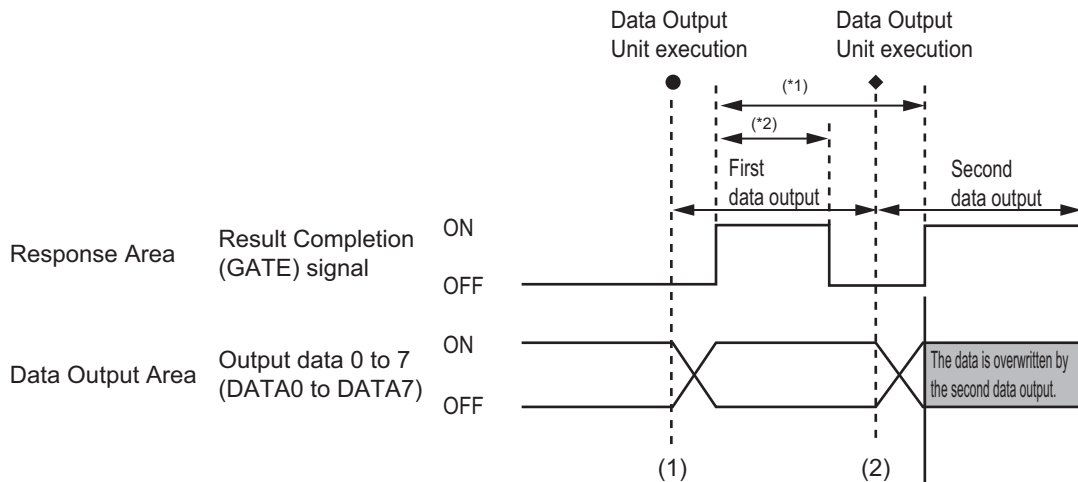 Data Output
Unit execution
Data Output
Unit execution
(*1)
(*2)
First
data output
Second
data output
Response Area
Result Completion
(GATE) signal
ON
OFF
Data Output Area
Output data 0 to 7
(DATA0 to DATA7)
ON
OFF
The data is overwritten by
the second data output.
(1)
(2)